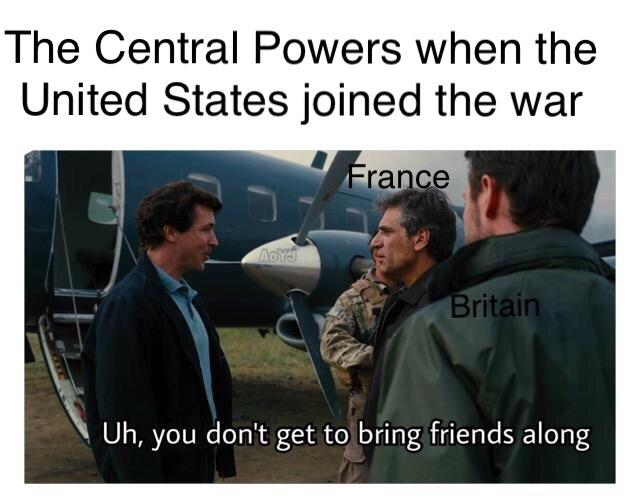 The Central Powers when the
United States joined the war
France
AoYJ
Britain
Uh, you don't get to bring friends along